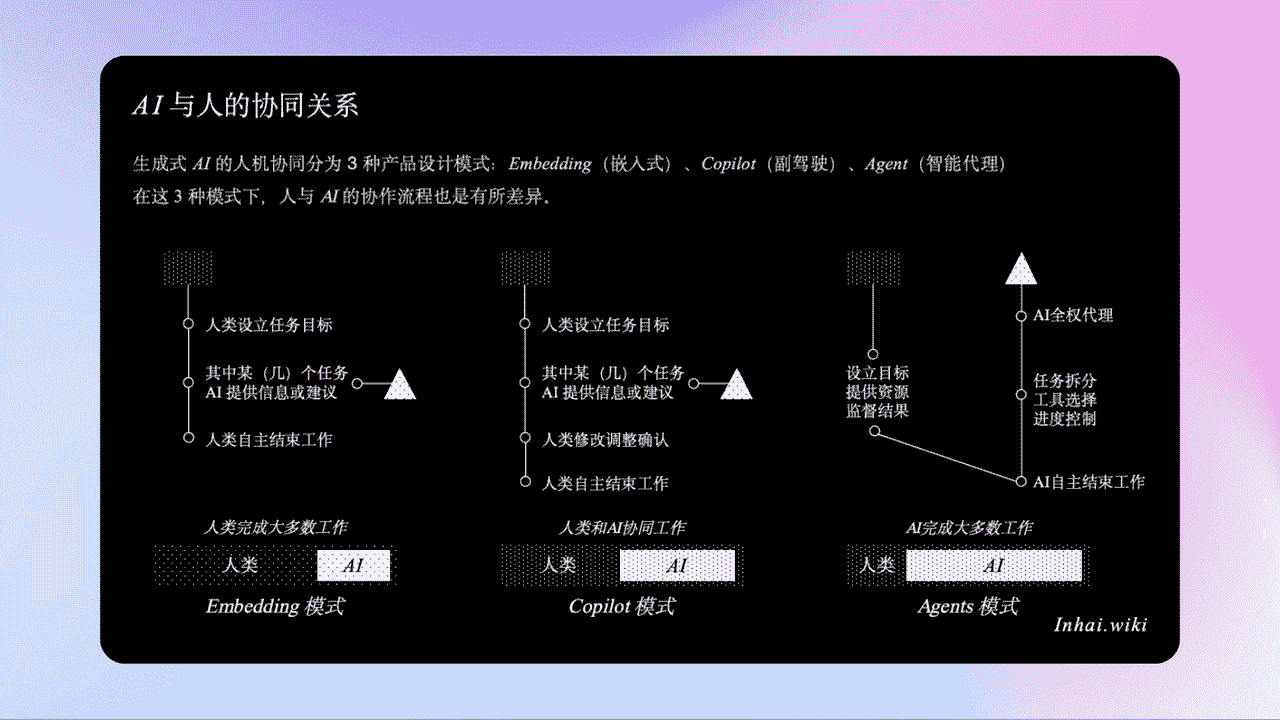 AI 与人的协同关系
生成式 AI 的人机协同分为 3 种产品设计模式：Embedding（嵌入式）、Copilot（副驾驶）、Agent（智能代理）
在这 3 种模式下，人与 AI 的协作流程也是有所差异。
人类设立任务目标
其中某（几）个任务
AI 提供信息或建议
人类自主结束工作
人类完成大多数工作
人类
AI
Embedding 模式
人类设立任务目标
其中某（几）个任务
AI 提供信息或建议
人类修改调整确认
人类自主结束工作
人类和AI协同工作
人类
AI
Copilot 模式
设立目标
提供资源
监督结果
AI全权代理
任务拆分
工具选择
进度控制
AI自主结束工作
AI完成大多数工作
人类
AI
Agents 模式
Inhai.wiki